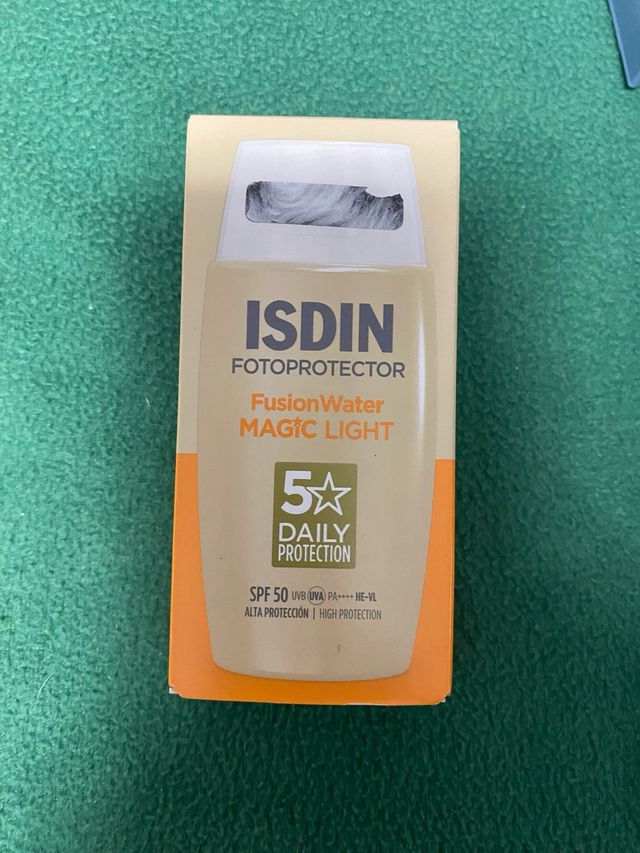 ISDIN
FOTOPROTECTOR
FusionWater
MAGIC LIGHT
5☆
DAILY
PROTECTION
SPF 50 UVB UVA PA++++ HE-VL
ALTA PROTECCIÓN | HIGH PROTECTION